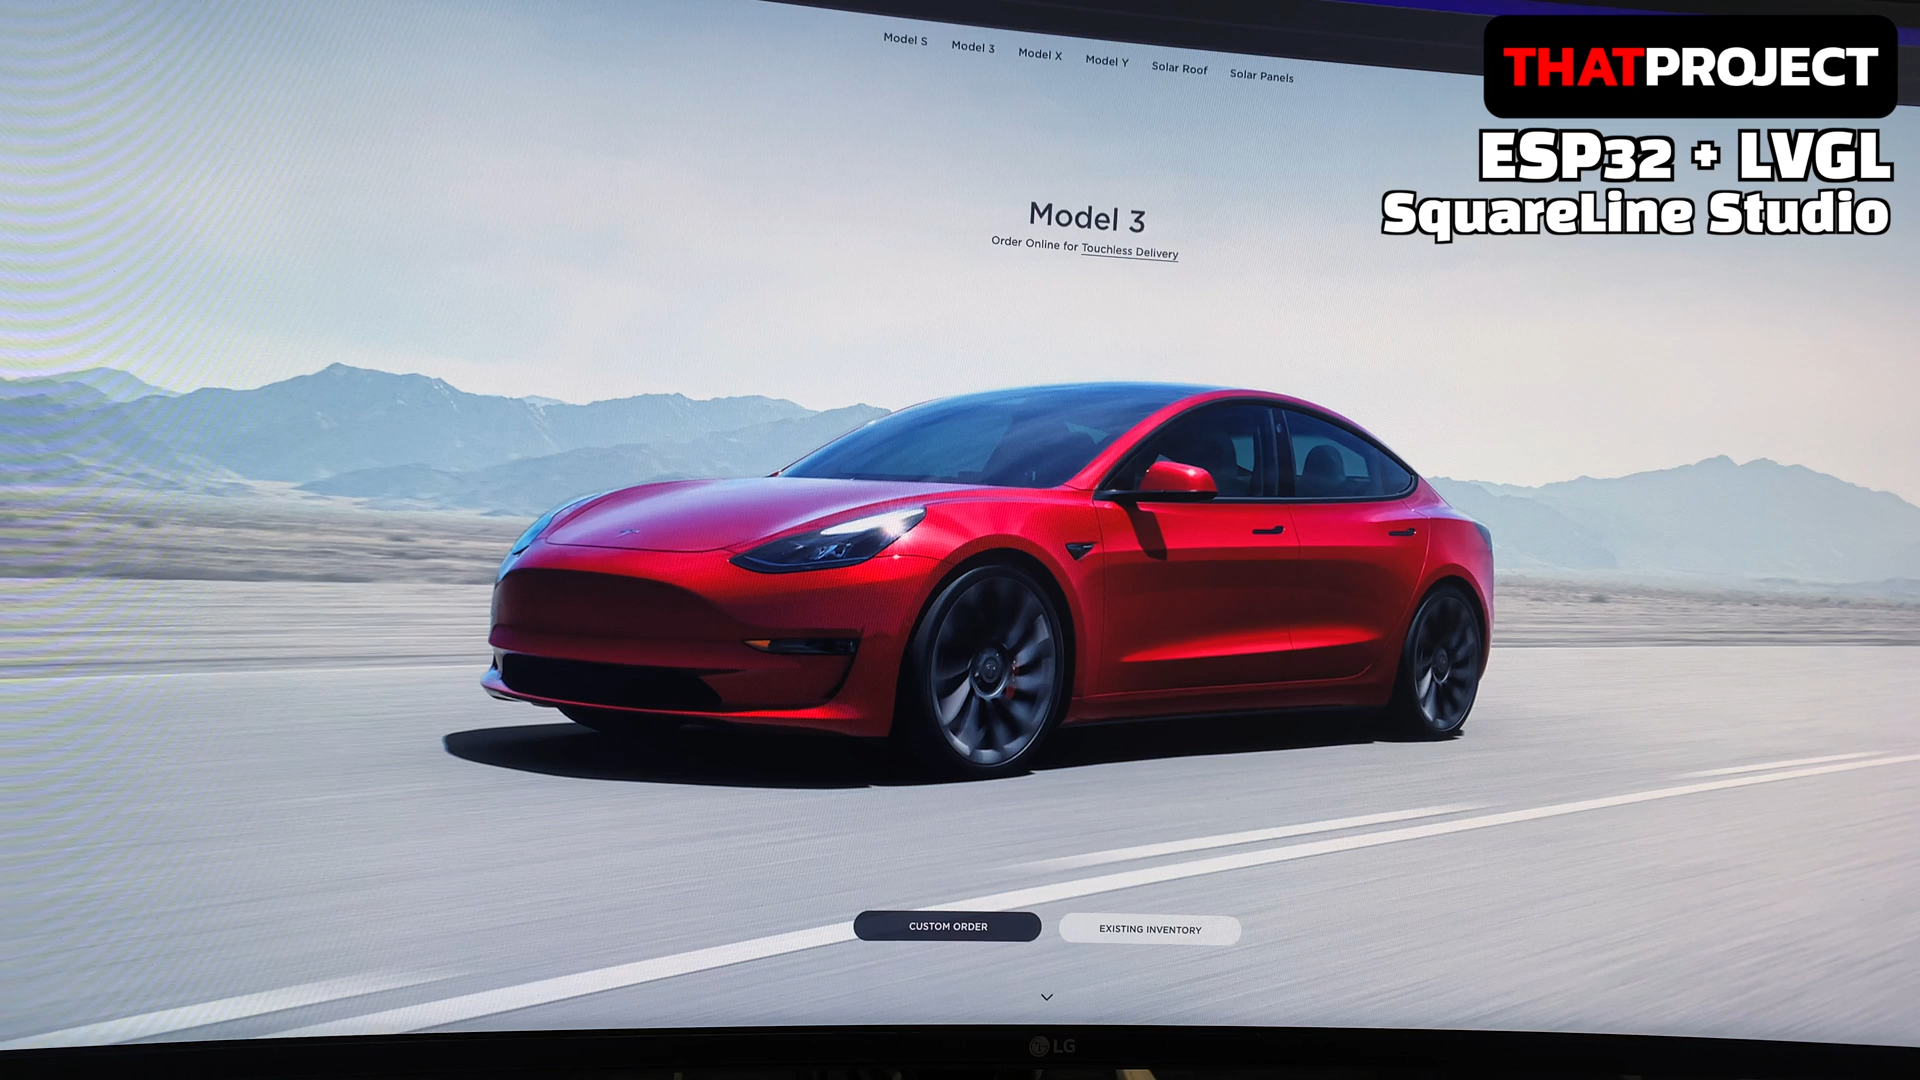 Model S Model 3 Model X Model Y Solar Roof Solar Panels
THATPROJECT
ESP32 + LVGL
SquareLine Studio
Model 3
Order Online for Touchless Delivery
CUSTOM ORDER EXISTING INVENTORY
LG